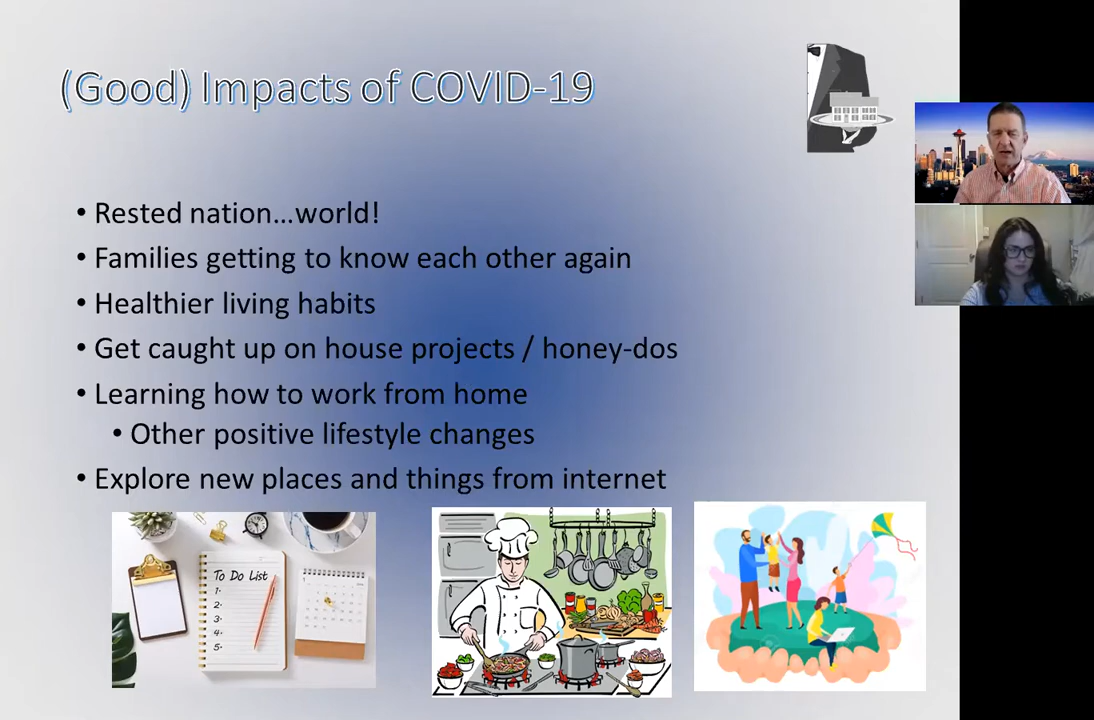 (Good) Impacts of COVID-19
• Rested nation...world!
• Families getting to know each other again
• Healthier living habits
• Get caught up on house projects / honey-dos
• Learning how to work from home
• Other positive lifestyle changes
• Explore new places and things from internet
To Do List
1·
2·
3·
4·
5·